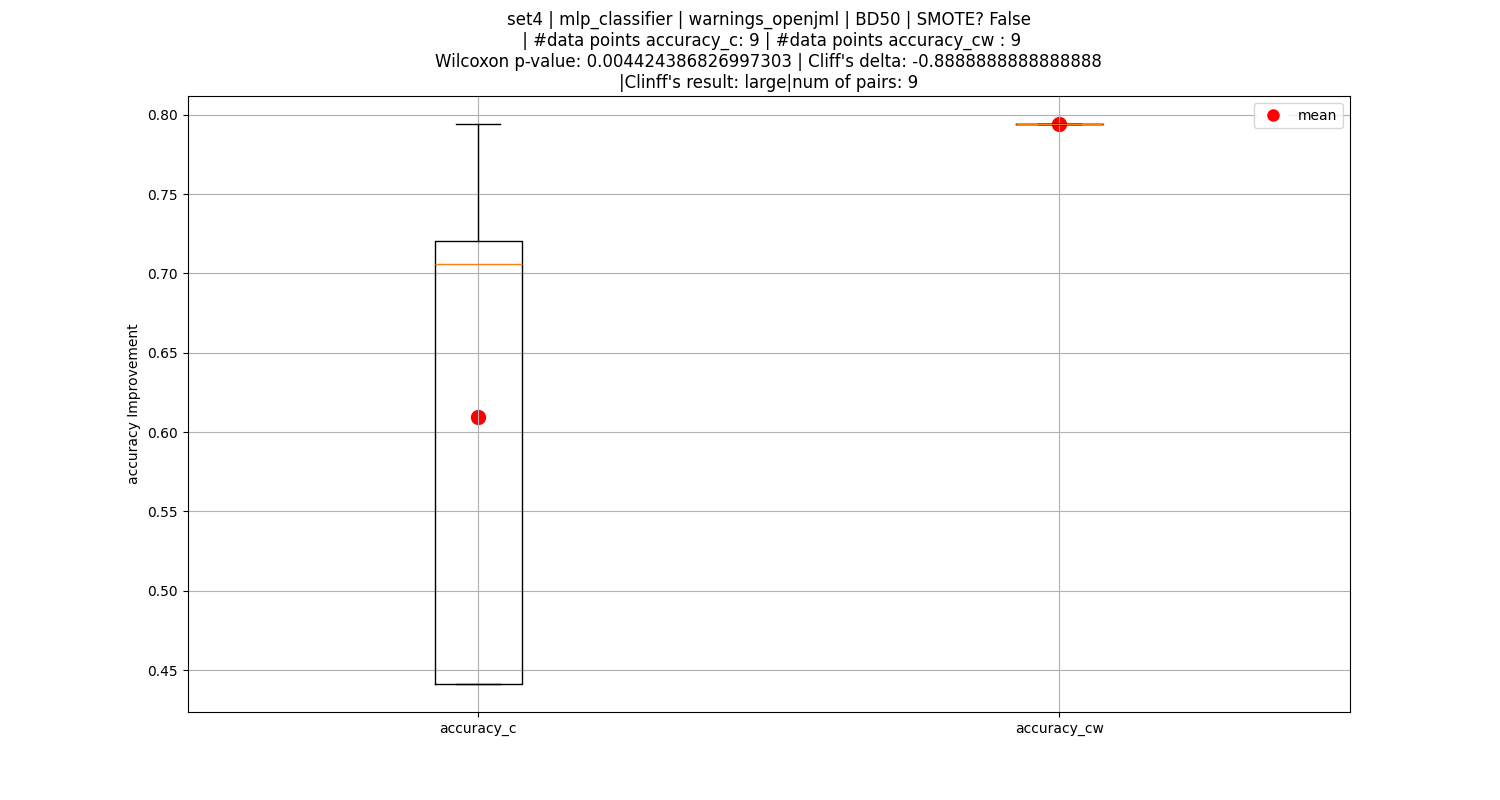 set4 | mlp_classifier | warnings_openjml | BD50 | SMOTE? False
| #data points accuracy_c: 9 | #data points accuracy_cw : 9
Wilcoxon p-value: 0.004424386826997303 | Cliff's delta: -0.8888888888888888
|Clinff's result: large|num of pairs: 9
mean
accuracy Improvement
0.80
0.75
0.70
0.65
0.60
0.55
0.50
0.45
accuracy_c
accuracy_cw